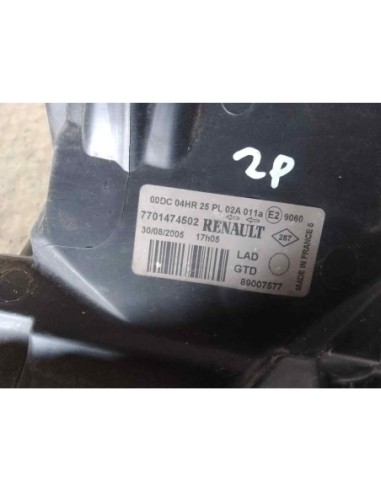 2P
00DC 04HR 25 PL 02A 011a E2 9060
7701474502 RENAULT 287
30/08/2005 17h05
LAD
GTD
89007577
MADE IN FRANCE 5